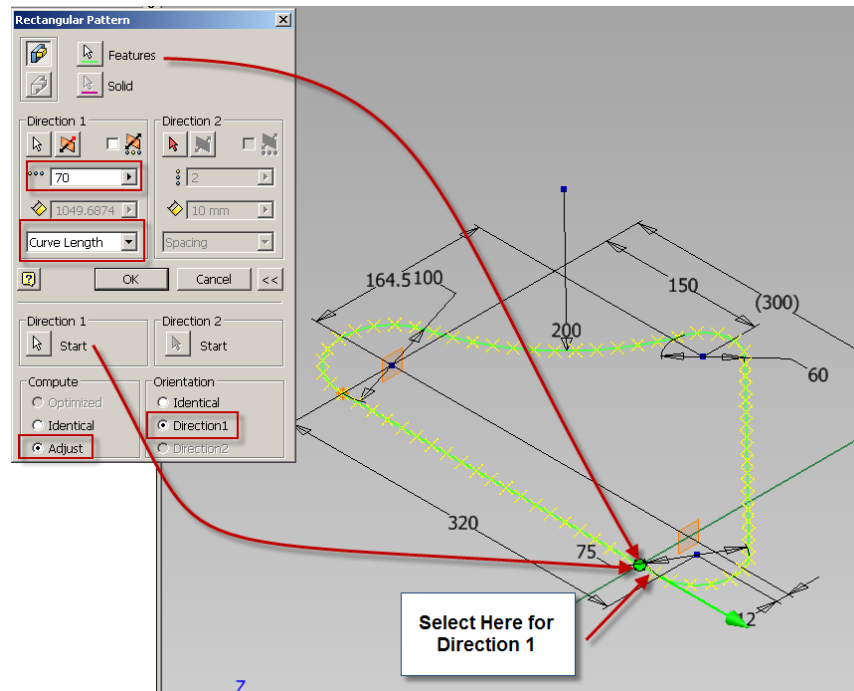 Rectangular Pattern
Features
Solid
Direction 1
Direction 2
70
2
1049.6874
10 mm
Curve Length
Spacing
OK
Cancel
<<
Direction 1
Direction 2
Start
Start
Compute
Orientation
Optimized
Identical
Identical
Direction1
Adjust
Direction2
164.5
100
150
(300)
200
60
320
75
12
Select Here for
Direction 1
Z